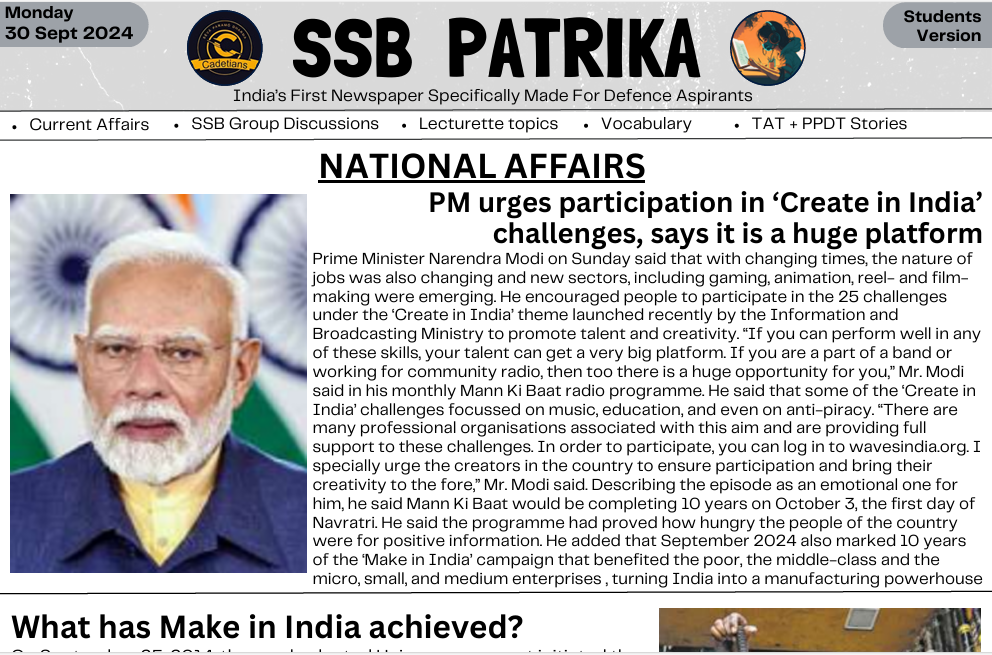 Monday
30 Sept 2024
Cadetians
SSB PATRIKA
Students
Version
India's First Newspaper Specifically Made For Defence Aspirants
• Current Affairs • SSB Group Discussions • Lecturette topics • Vocabulary • TAT + PPDT Stories
NATIONAL AFFAIRS
PM urges participation in ‘Create in India’
challenges, says it is a huge platform
Prime Minister Narendra Modi on Sunday said that with changing times, the nature of
jobs was also changing and new sectors, including gaming, animation, reel- and film-
making were emerging. He encouraged people to participate in the 25 challenges
under the ‘Create in India’ theme launched recently by the Information and
Broadcasting Ministry to promote talent and creativity. “If you can perform well in any
of these skills, your talent can get a very big platform. If you are a part of a band or
working for community radio, then too there is a huge opportunity for you,” Mr. Modi
said in his monthly Mann Ki Baat radio programme. He said that some of the ‘Create in
India’ challenges focussed on music, education, and even on anti-piracy. “There are
many professional organisations associated with this aim and are providing full
support to these challenges. In order to participate, you can log in to wavesindia.org. I
specially urge the creators in the country to ensure participation and bring their
creativity to the fore,” Mr. Modi said. Describing the episode as an emotional one for
him, he said Mann Ki Baat would be completing 10 years on October 3, the first day of
Navratri. He said the programme had proved how hungry the people of the country
were for positive information. He added that September 2024 also marked 10 years
of the ‘Make in India’ campaign that benefited the poor, the middle-class and the
micro, small, and medium enterprises , turning India into a manufacturing powerhouse
What has Make in India achieved?